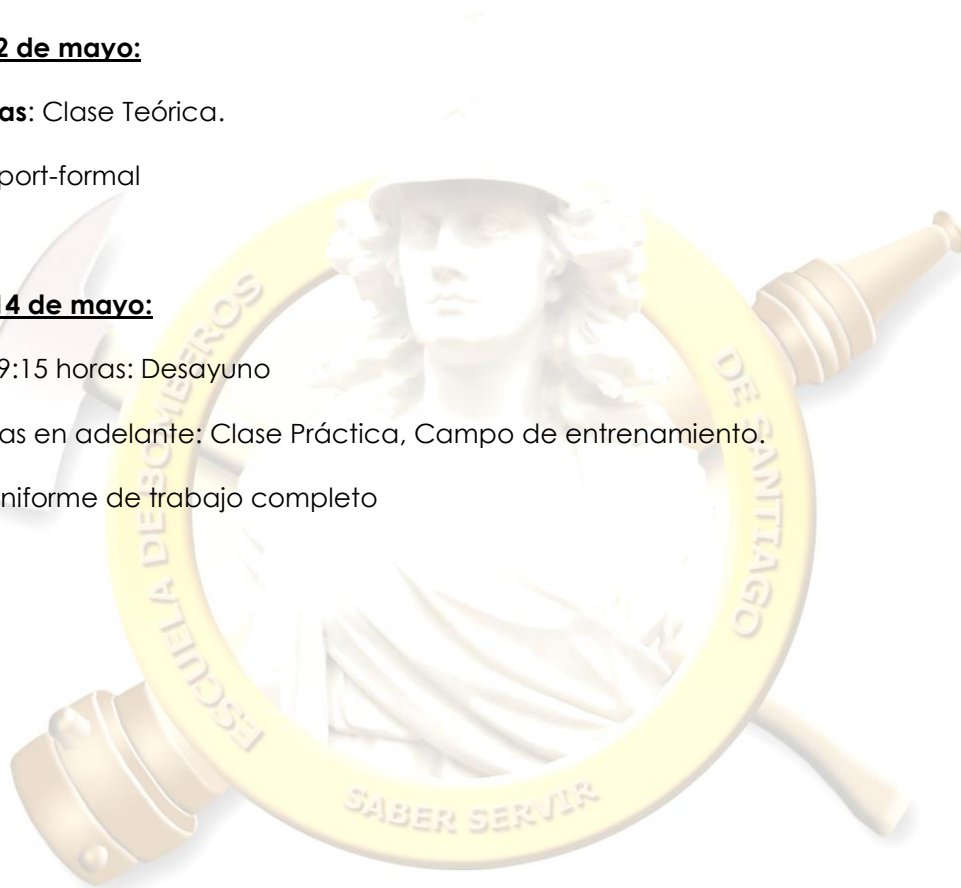 2 de mayo:
as: Clase Teórica.
port-formal
14 de mayo:
9:15 horas: Desayuno
as en adelante: Clase Práctica, Campo de entrenamiento.
niforme de trabajo completo
ESCUELA DE BOMBEROS
DE SANTIAGO
SABER SERVIR